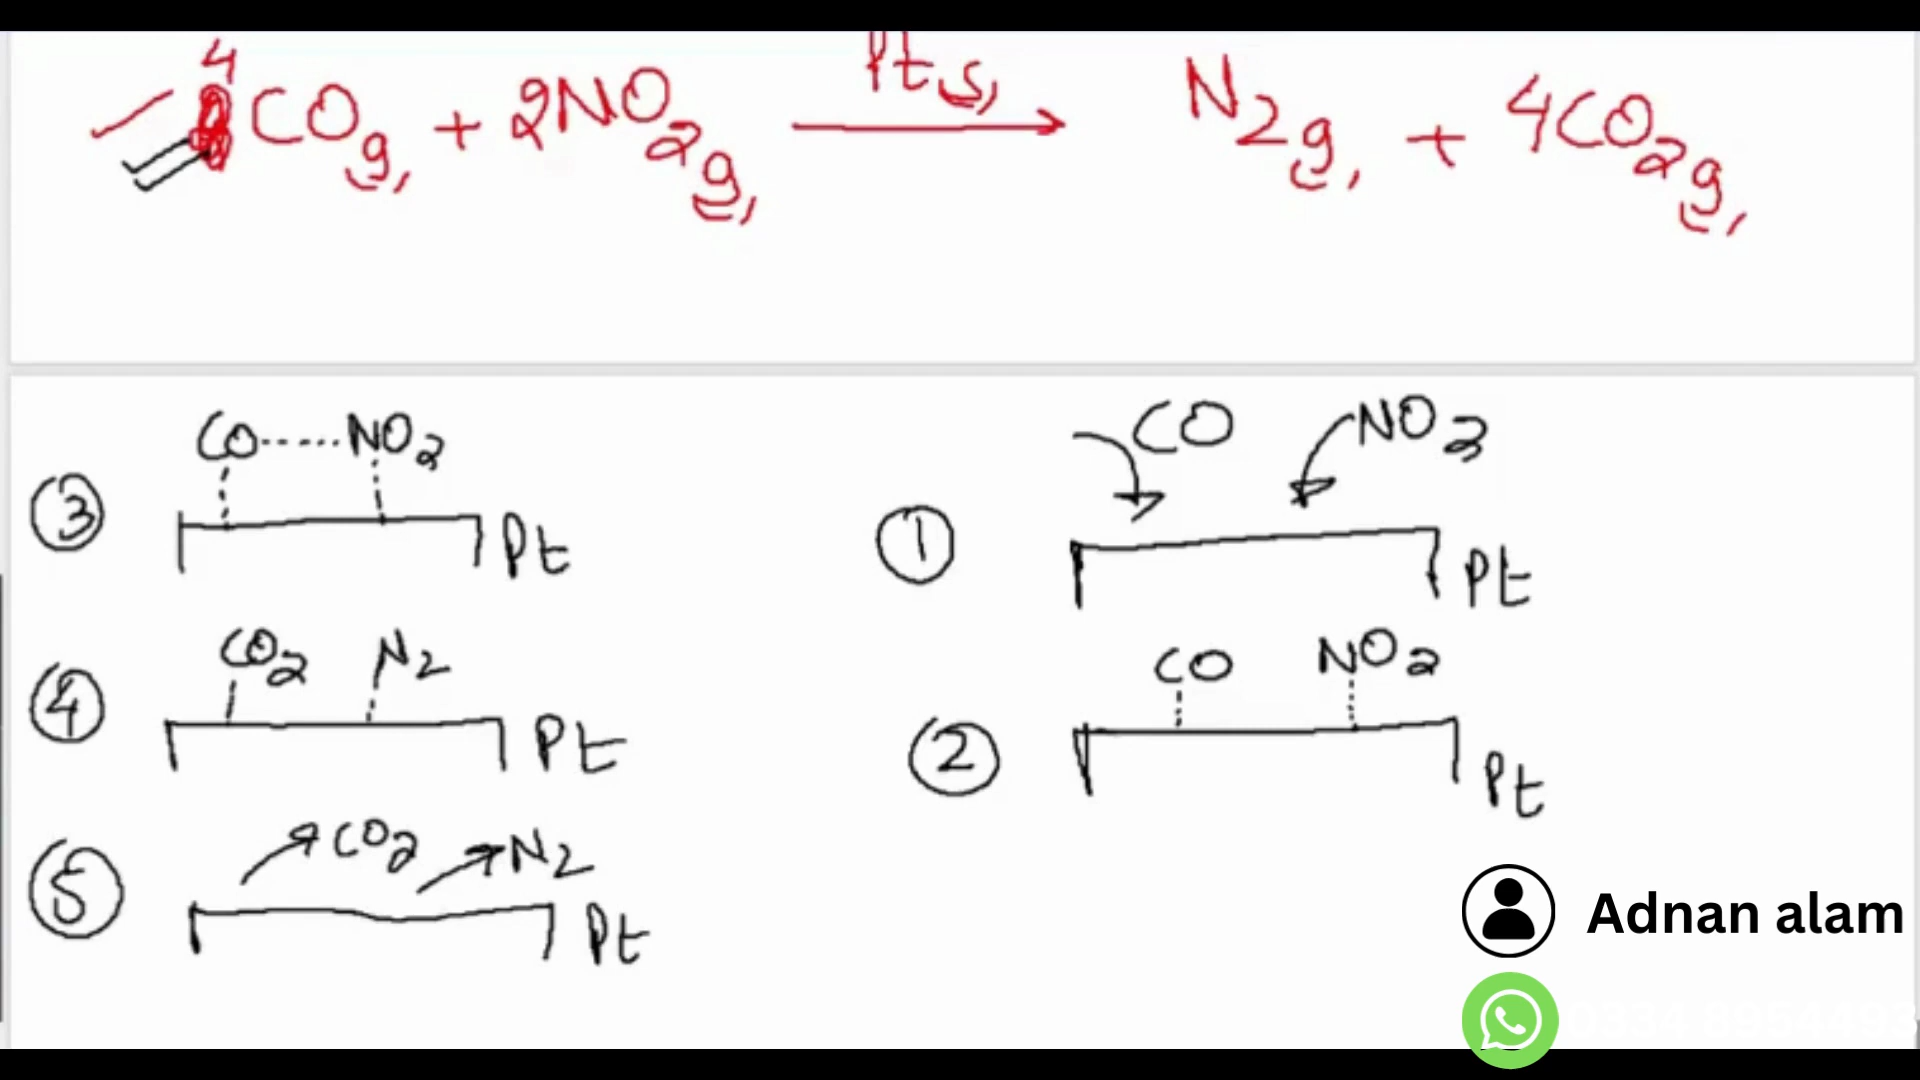 4CO(g) + 2NO2(g) Pt(s) → N2(g) + 4CO2(g)
CO-----NO2
③ Pt
CO2 N2
④ Pt
CO2 N2
⑤ Pt
CO NO2
① Pt
CO NO2
② Pt
Adnan alam